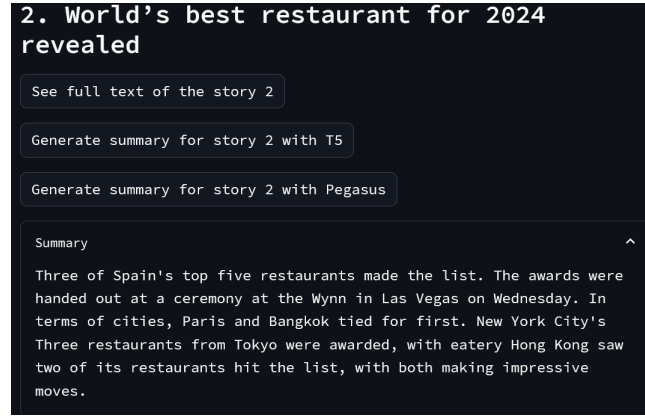 2. World’s best restaurant for 2024
revealed
See full text of the story 2
Generate summary for story 2 with T5
Generate summary for story 2 with Pegasus
Summary
Three of Spain's top five restaurants made the list. The awards were
handed out at a ceremony at the Wynn in Las Vegas on Wednesday. In
terms of cities, Paris and Bangkok tied for first. New York City's
Three restaurants from Tokyo were awarded, with eatery Hong Kong saw
two of its restaurants hit the list, with both making impressive
moves.